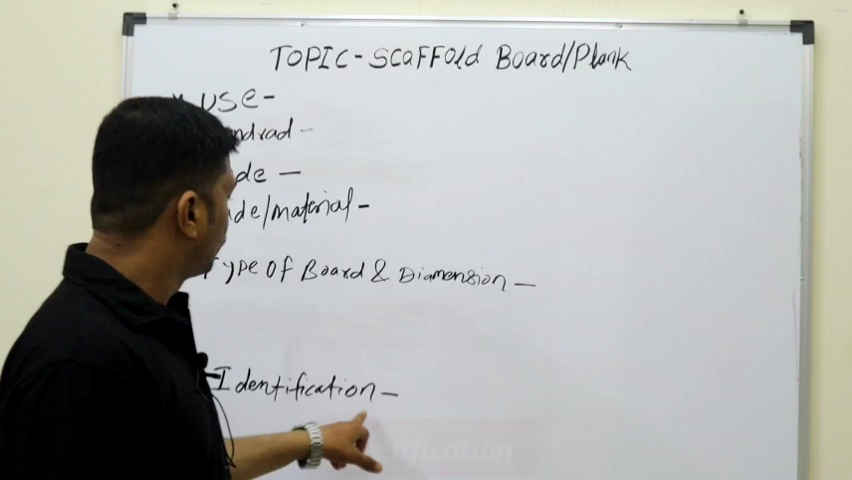 TOPIC-SCaFFOld Board/Plank
USe-
ndrad -
de -
de/Material-
Type Of Board & Diamension -
Identification -